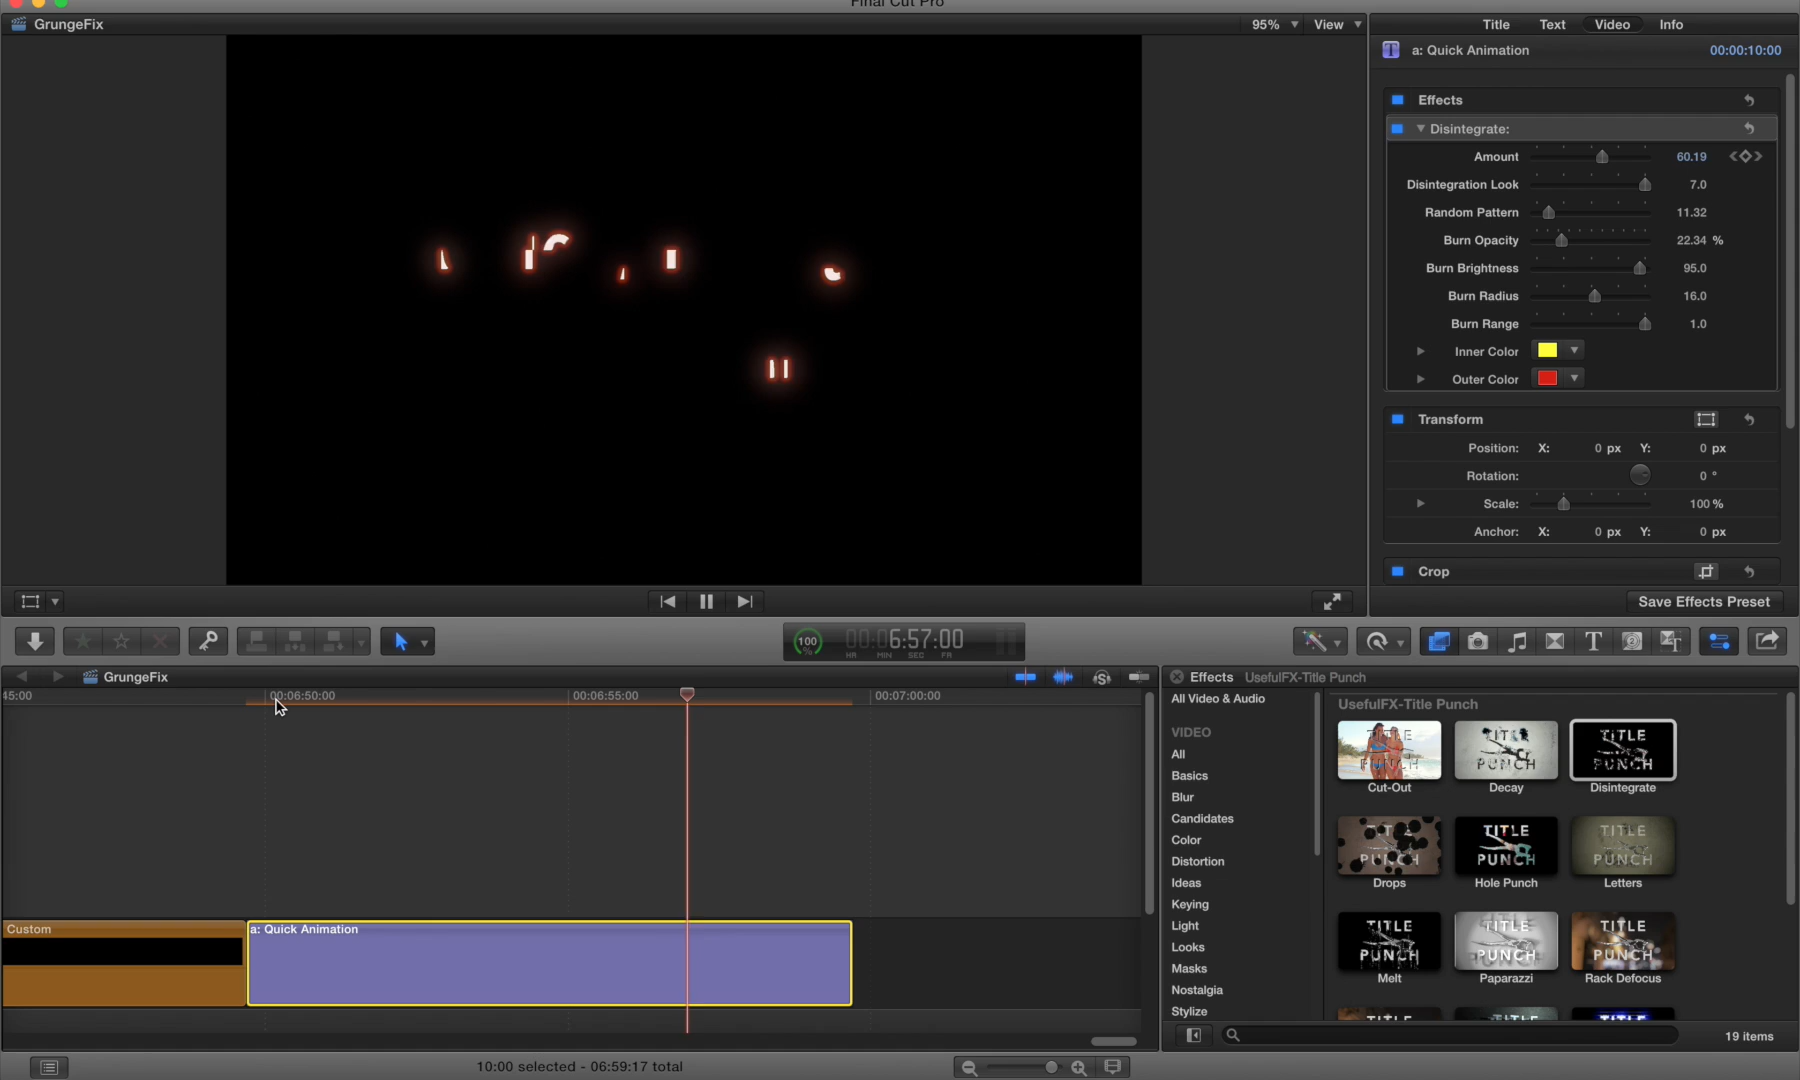 Final Cut Pro
GrungeFix
95%
View
Title
Text
Video
Info
a: Quick Animation
00:00:10:00
Effects
Disintegrate:
Amount
60.19
Disintegration Look
7.0
Random Pattern
11.32
Burn Opacity
22.34 %
Burn Brightness
95.0
Burn Radius
16.0
Burn Range
1.0
Inner Color
Outer Color
Transform
Position: X: 0 px Y: 0 px
Rotation: 0 °
Scale: 100 %
Anchor: X: 0 px Y: 0 px
Crop
Save Effects Preset
100
%
00:06:57:00
HR MIN SEC FR
GrungeFix
Effects
UsefulFX-Title Punch
45:00
00:06:50:00
00:06:55:00
00:07:00:00
All Video & Audio
VIDEO
All
Basics
Blur
Candidates
Color
Distortion
Ideas
Keying
Light
Looks
Masks
Nostalgia
Stylize
UsefulFX-Title Punch
TITLE PUNCH
TITLE PUNCH
TITLE PUNCH
Cut-Out
Decay
Disintegrate
TITLE PUNCH
TITLE PUNCH
TITLE PUNCH
Drops
Hole Punch
Letters
TITLE PUNCH
TITLE PUNCH
TITLE PUNCH
Melt
Paparazzi
Rack Defocus
TITLE
TITLE
TITLE
Custom
a: Quick Animation
19 items
10:00 selected - 06:59:17 total